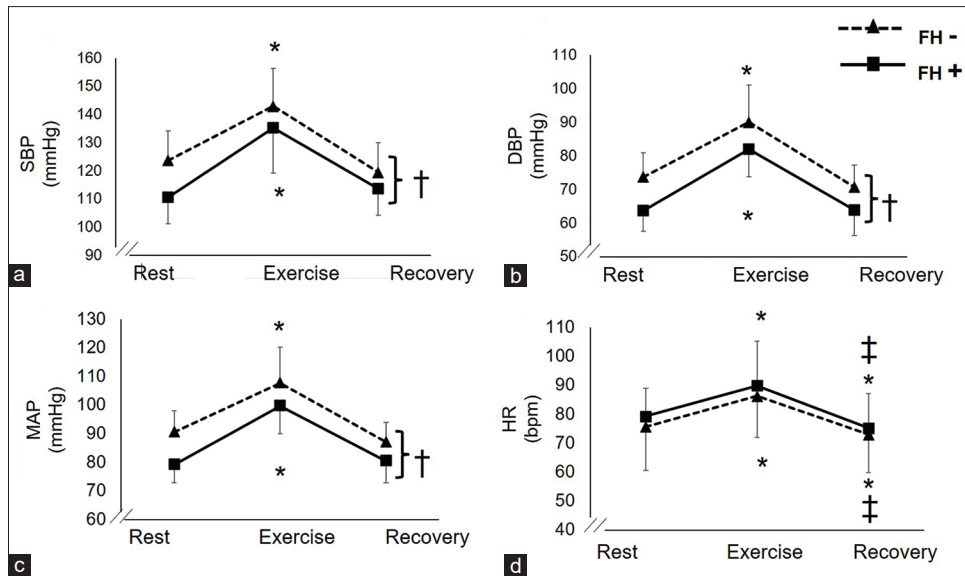 160
150
140
130
120
110
100
90
SBP
(mmHg)
*
*
†
Rest Exercise Recovery
a
110
100
90
80
70
60
50
DBP
(mmHg)
*
*
†
Rest Exercise Recovery
b
FH -
FH +
130
120
110
100
90
80
70
60
MAP
(mmHg)
*
*
†
Rest Exercise Recovery
c
110
100
90
80
70
60
50
40
HR
(bpm)
*
*
‡
*
*
‡
Rest Exercise Recovery
d